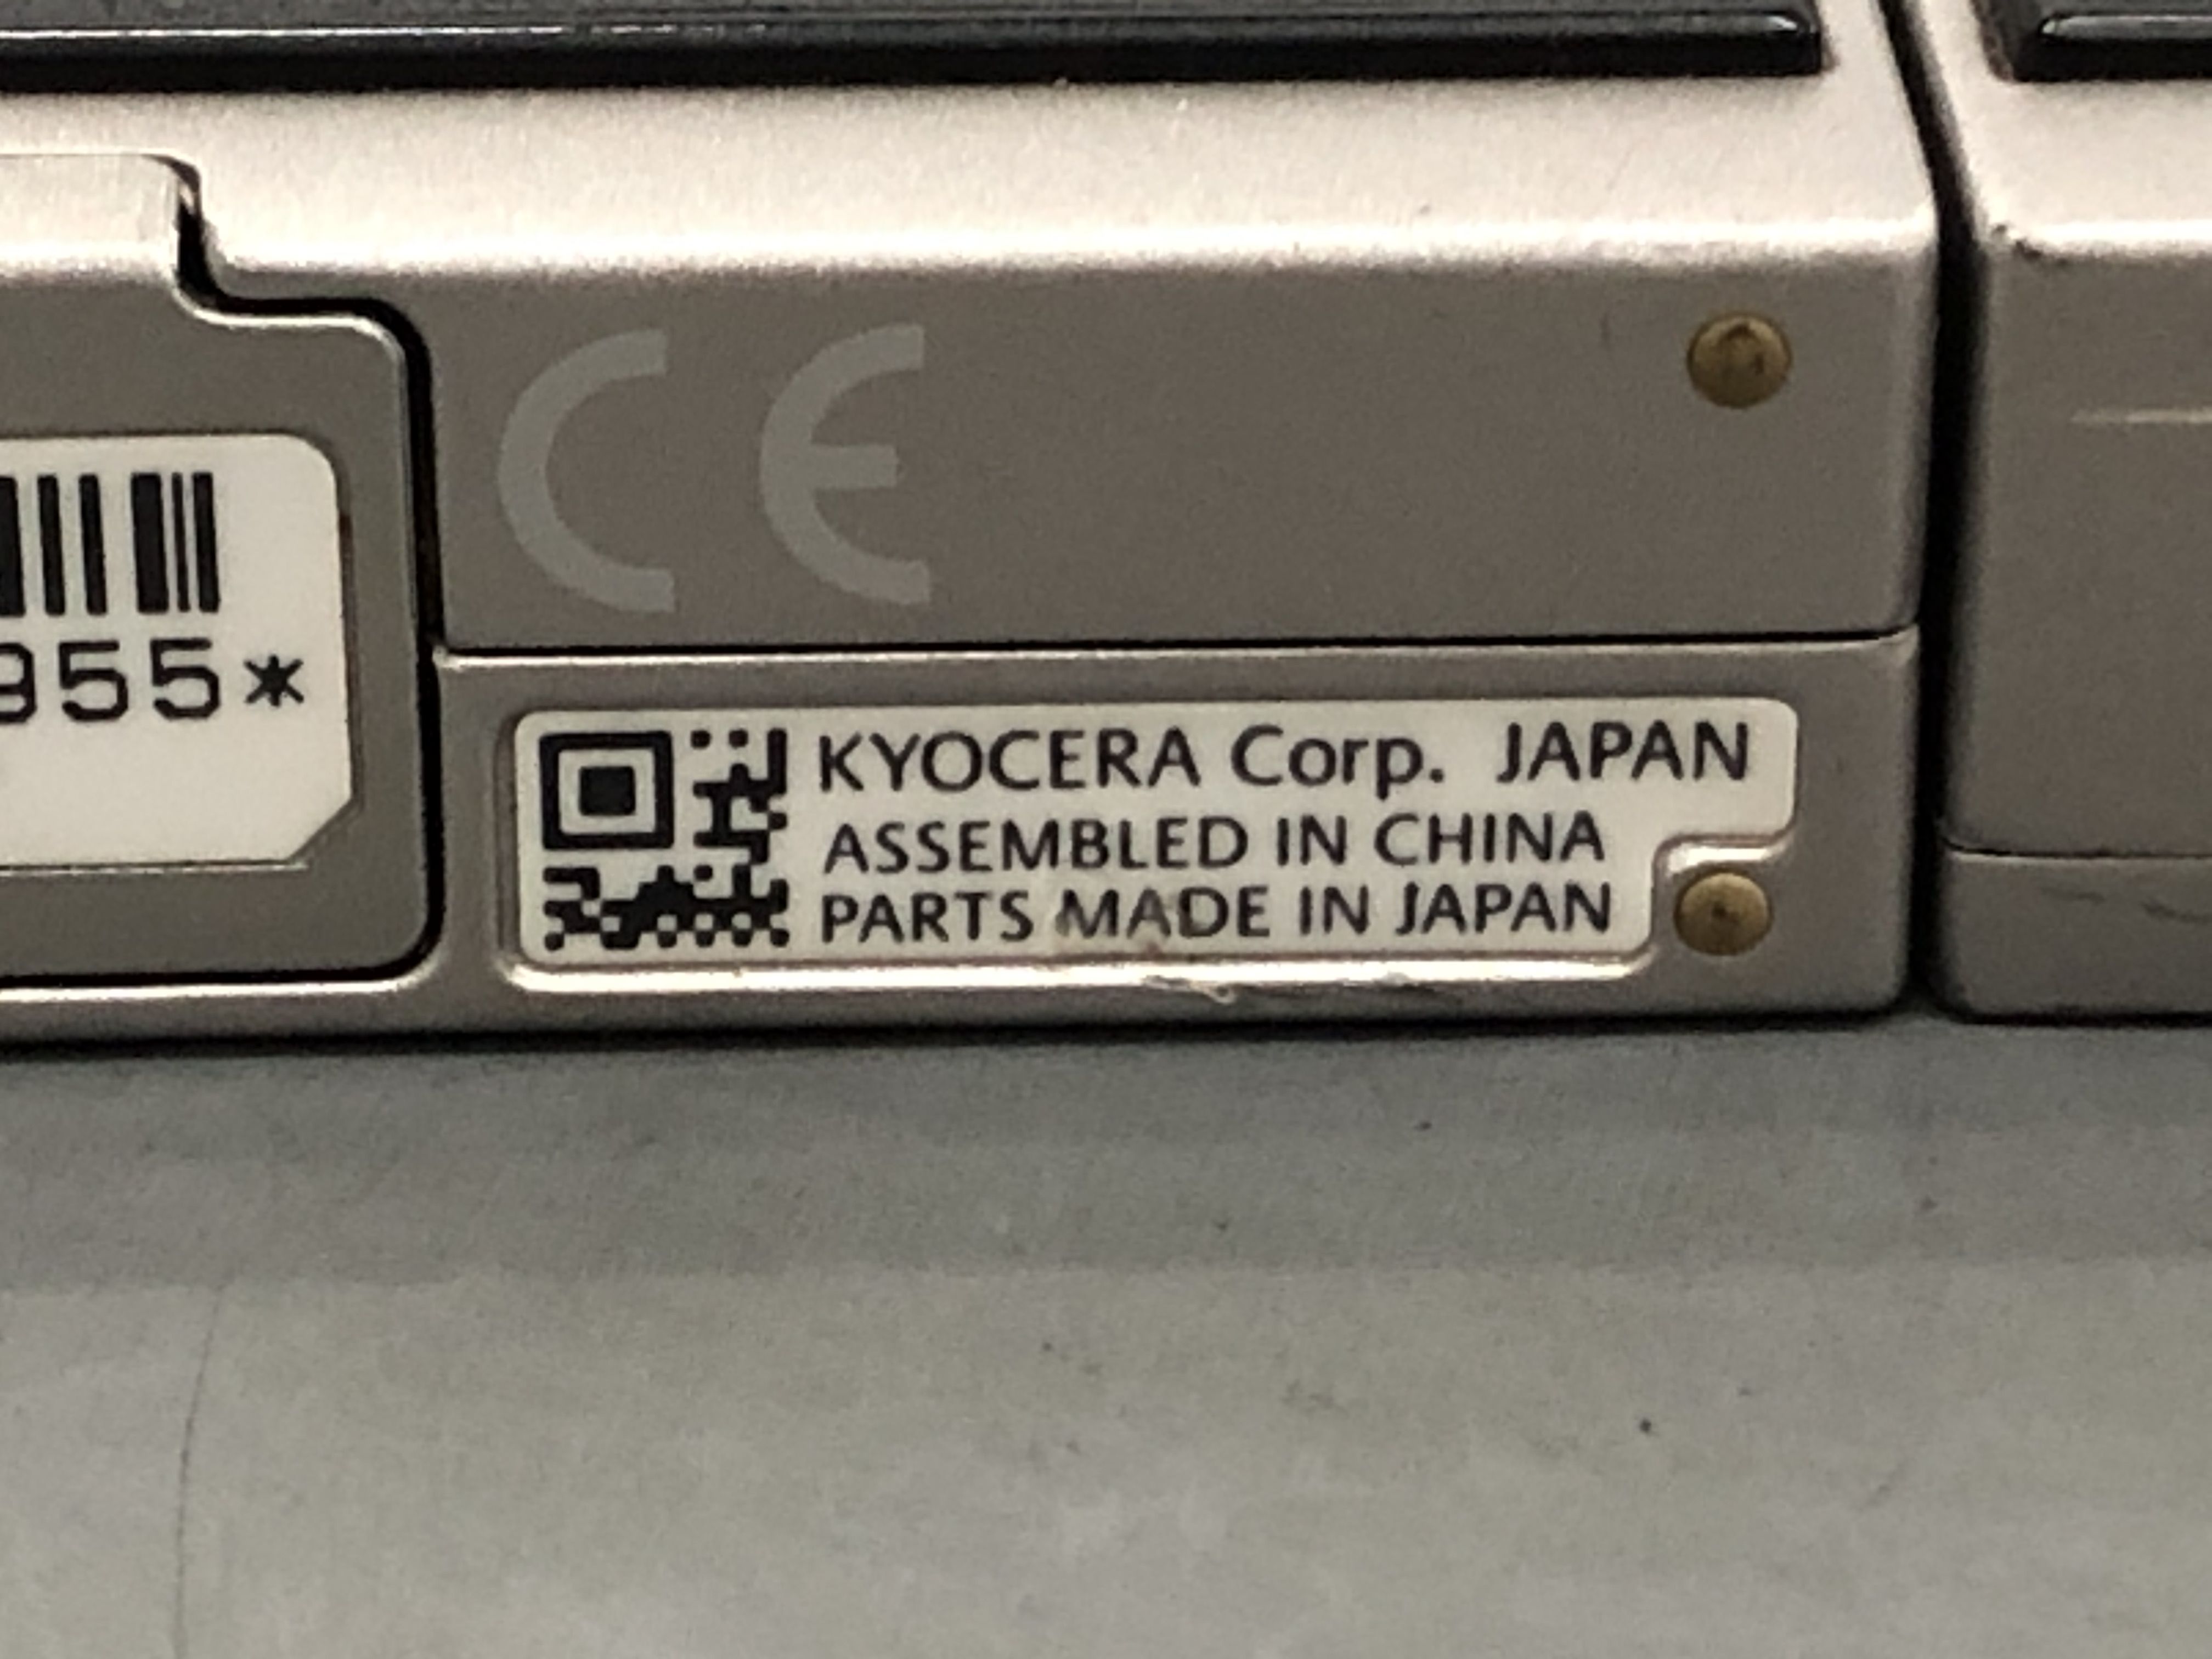 CE
955*
KYOCERA Corp. JAPAN
ASSEMBLED IN CHINA
PARTS MADE IN JAPAN